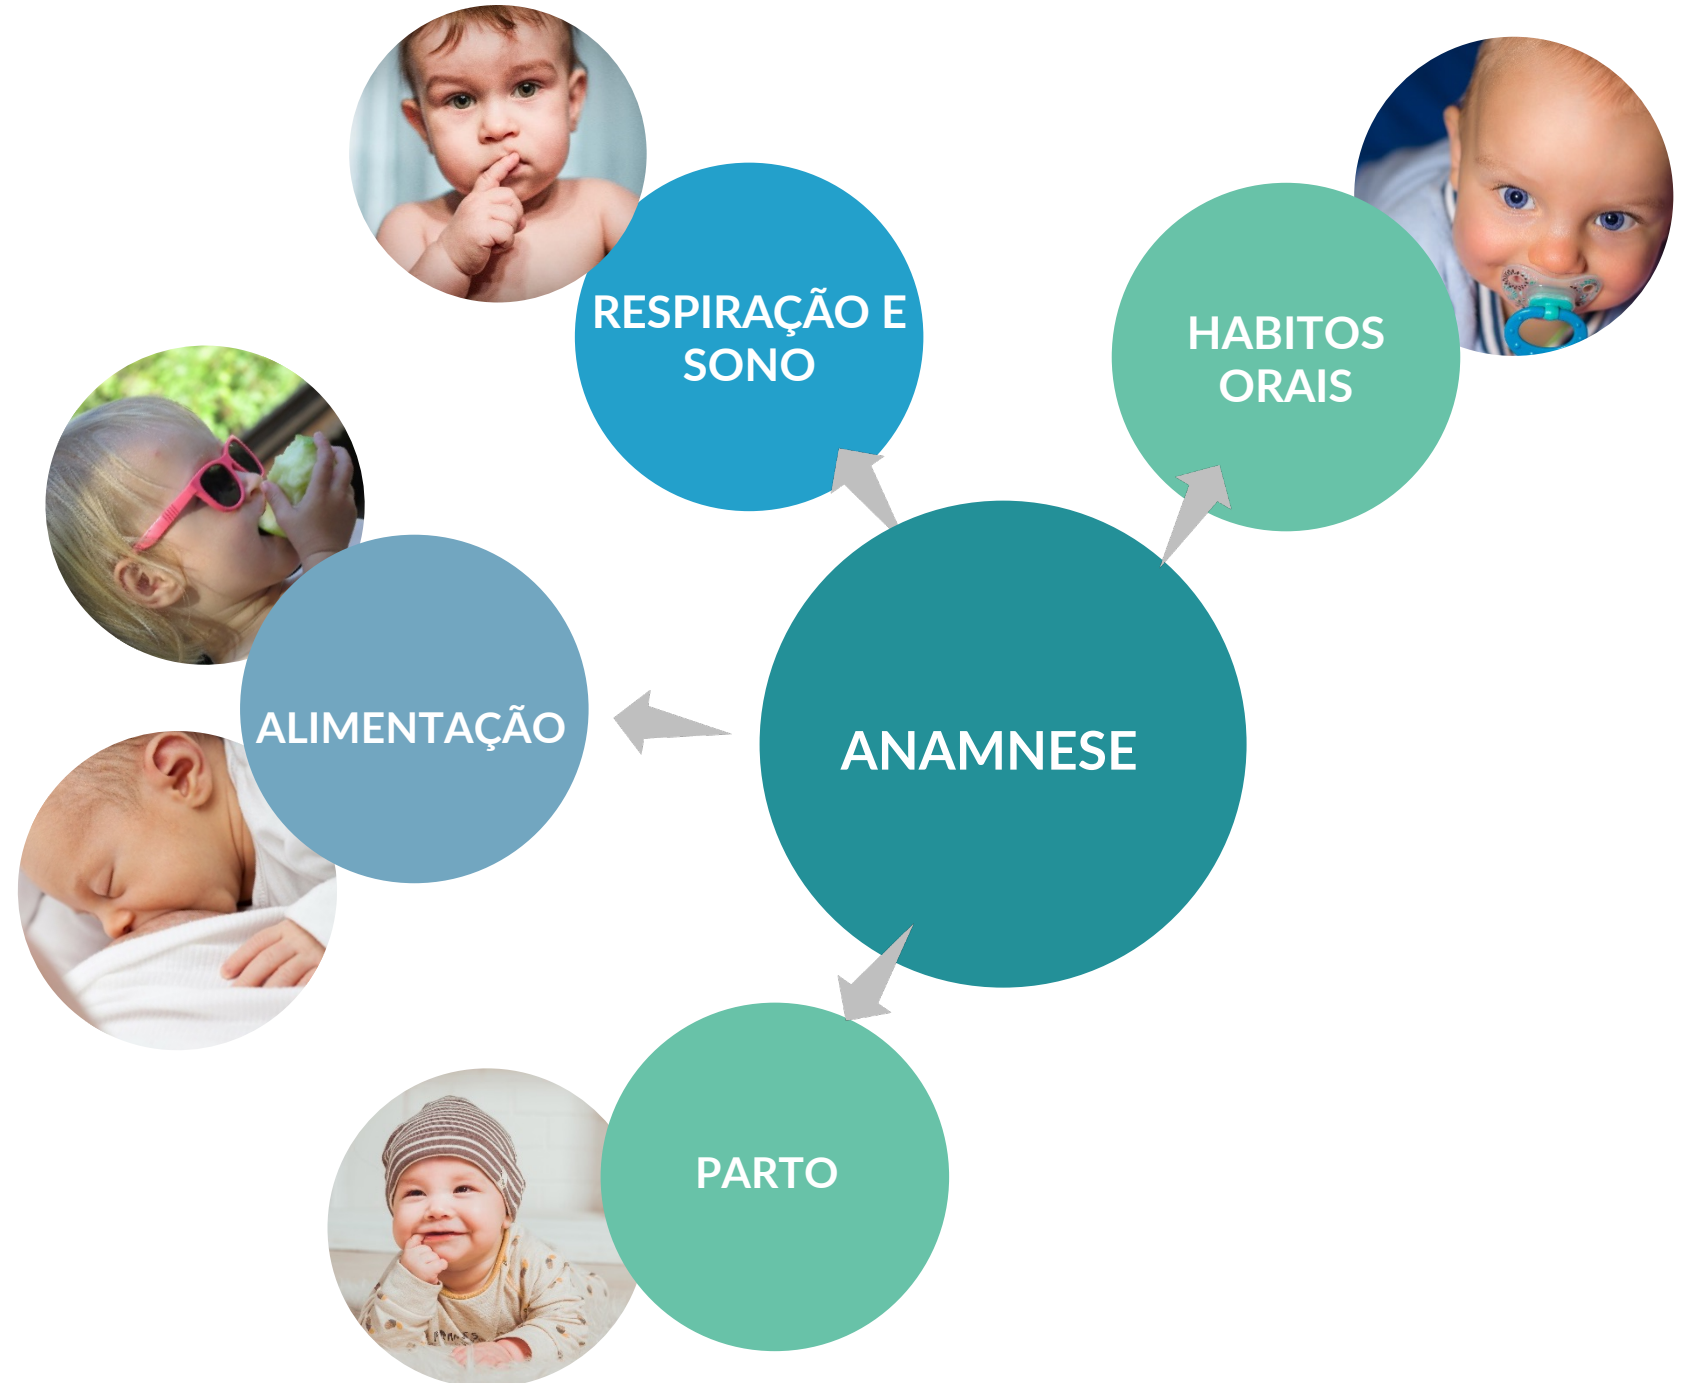 RESPIRAÇÃO E
SONO
HABITOS
ORAIS
ALIMENTAÇÃO
ANAMNESE
PARTO